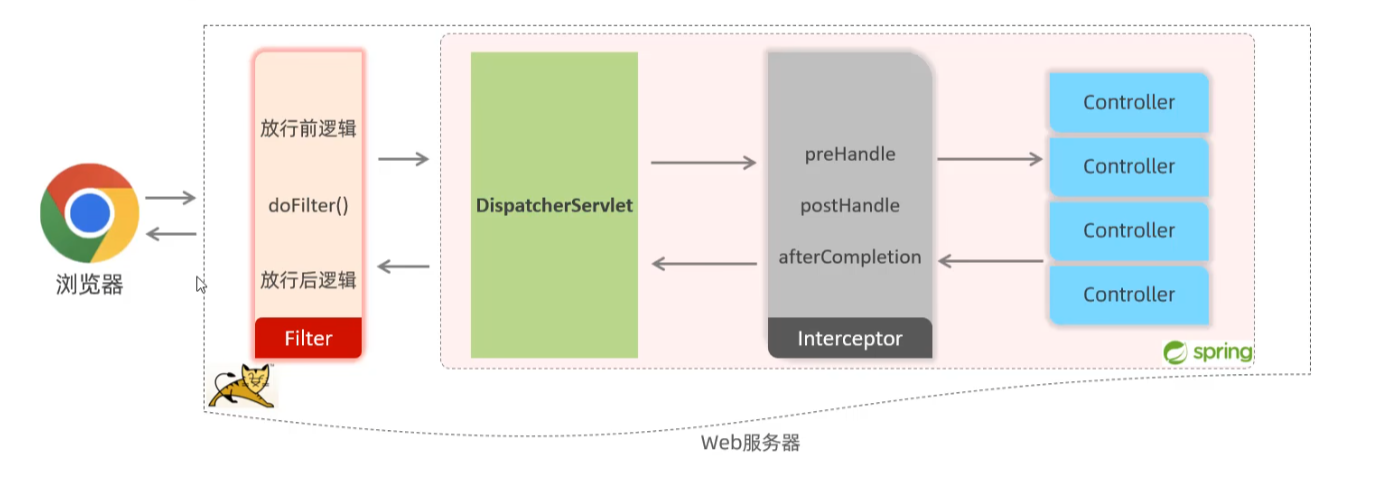 浏览器
放行前逻辑
doFilter()
放行后逻辑
Filter
DispatcherServlet
preHandle
postHandle
afterCompletion
Interceptor
Controller
Controller
Controller
Controller
spring
Web服务器